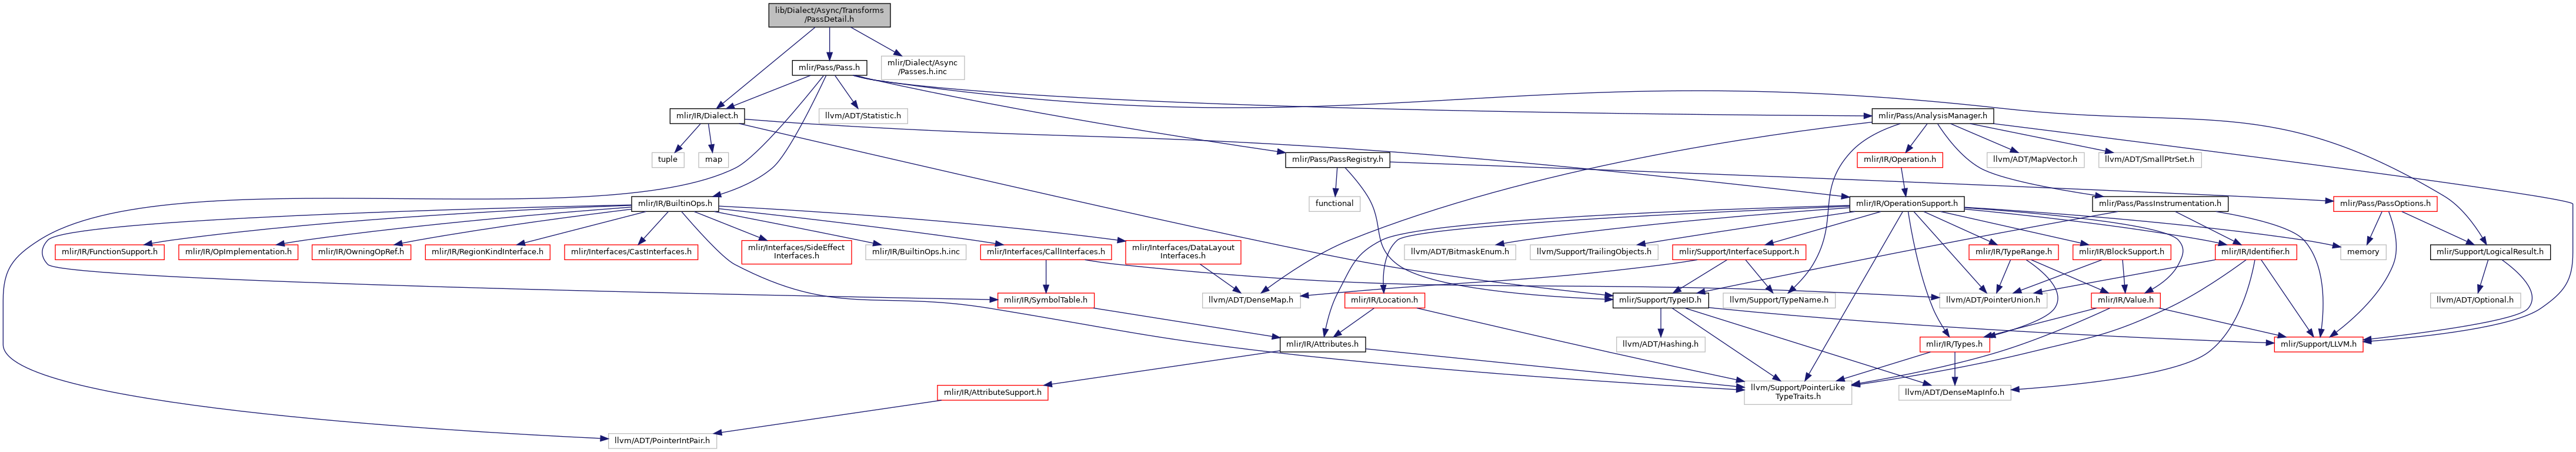 lib/Dialect/Async/Transforms
/PassDetail.h
mlir/Pass/Pass.h
mlir/Dialect/Async
/Passes.h.inc
mlir/IR/Dialect.h
llvm/ADT/Statistic.h
mlir/Pass/AnalysisManager.h
tuple
map
mlir/Pass/PassRegistry.h
mlir/IR/Operation.h
llvm/ADT/MapVector.h
llvm/ADT/SmallPtrSet.h
mlir/IR/BuiltinOps.h
functional
mlir/IR/OperationSupport.h
mlir/Pass/PassInstrumentation.h
mlir/Pass/PassOptions.h
mlir/IR/FunctionSupport.h
mlir/IR/OpImplementation.h
mlir/IR/OwningOpRef.h
mlir/IR/RegionKindInterface.h
mlir/Interfaces/CastInterfaces.h
mlir/Interfaces/SideEffect
Interfaces.h
mlir/IR/BuiltinOps.h.inc
mlir/Interfaces/CallInterfaces.h
mlir/Interfaces/DataLayout
Interfaces.h
llvm/ADT/BitmaskEnum.h
llvm/Support/TrailingObjects.h
mlir/Support/InterfaceSupport.h
mlir/IR/TypeRange.h
mlir/IR/BlockSupport.h
mlir/IR/Identifier.h
memory
mlir/Support/LogicalResult.h
mlir/IR/SymbolTable.h
llvm/ADT/DenseMap.h
mlir/IR/Location.h
mlir/Support/TypeID.h
llvm/Support/TypeName.h
llvm/ADT/PointerUnion.h
mlir/IR/Value.h
llvm/ADT/Optional.h
mlir/IR/Attributes.h
llvm/ADT/Hashing.h
mlir/IR/Types.h
mlir/Support/LLVM.h
mlir/IR/AttributeSupport.h
llvm/Support/PointerLike
TypeTraits.h
llvm/ADT/DenseMapInfo.h
llvm/ADT/PointerIntPair.h